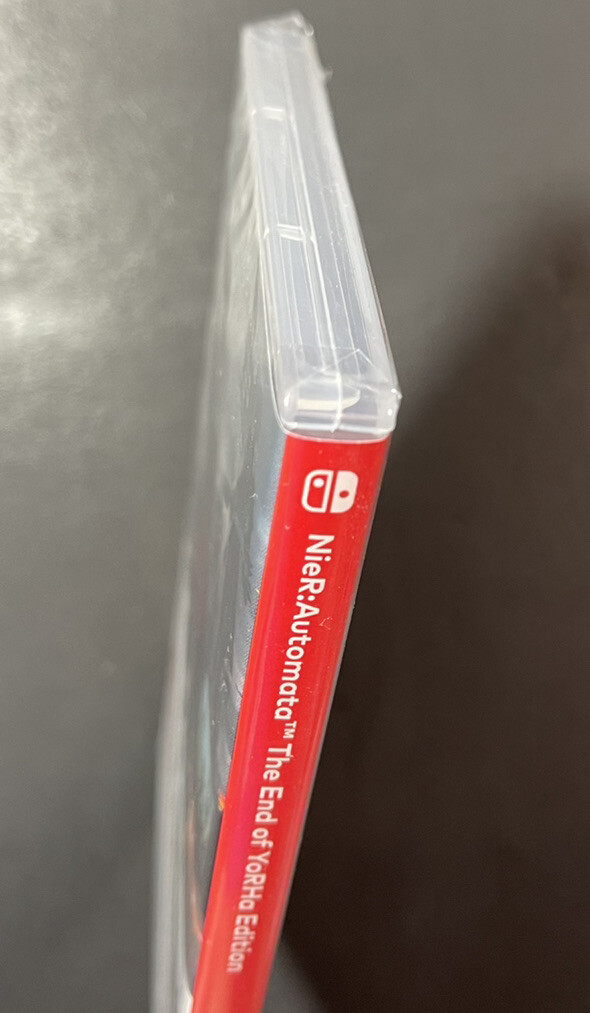 NieR:Automata™ The End of YoRHa Edition